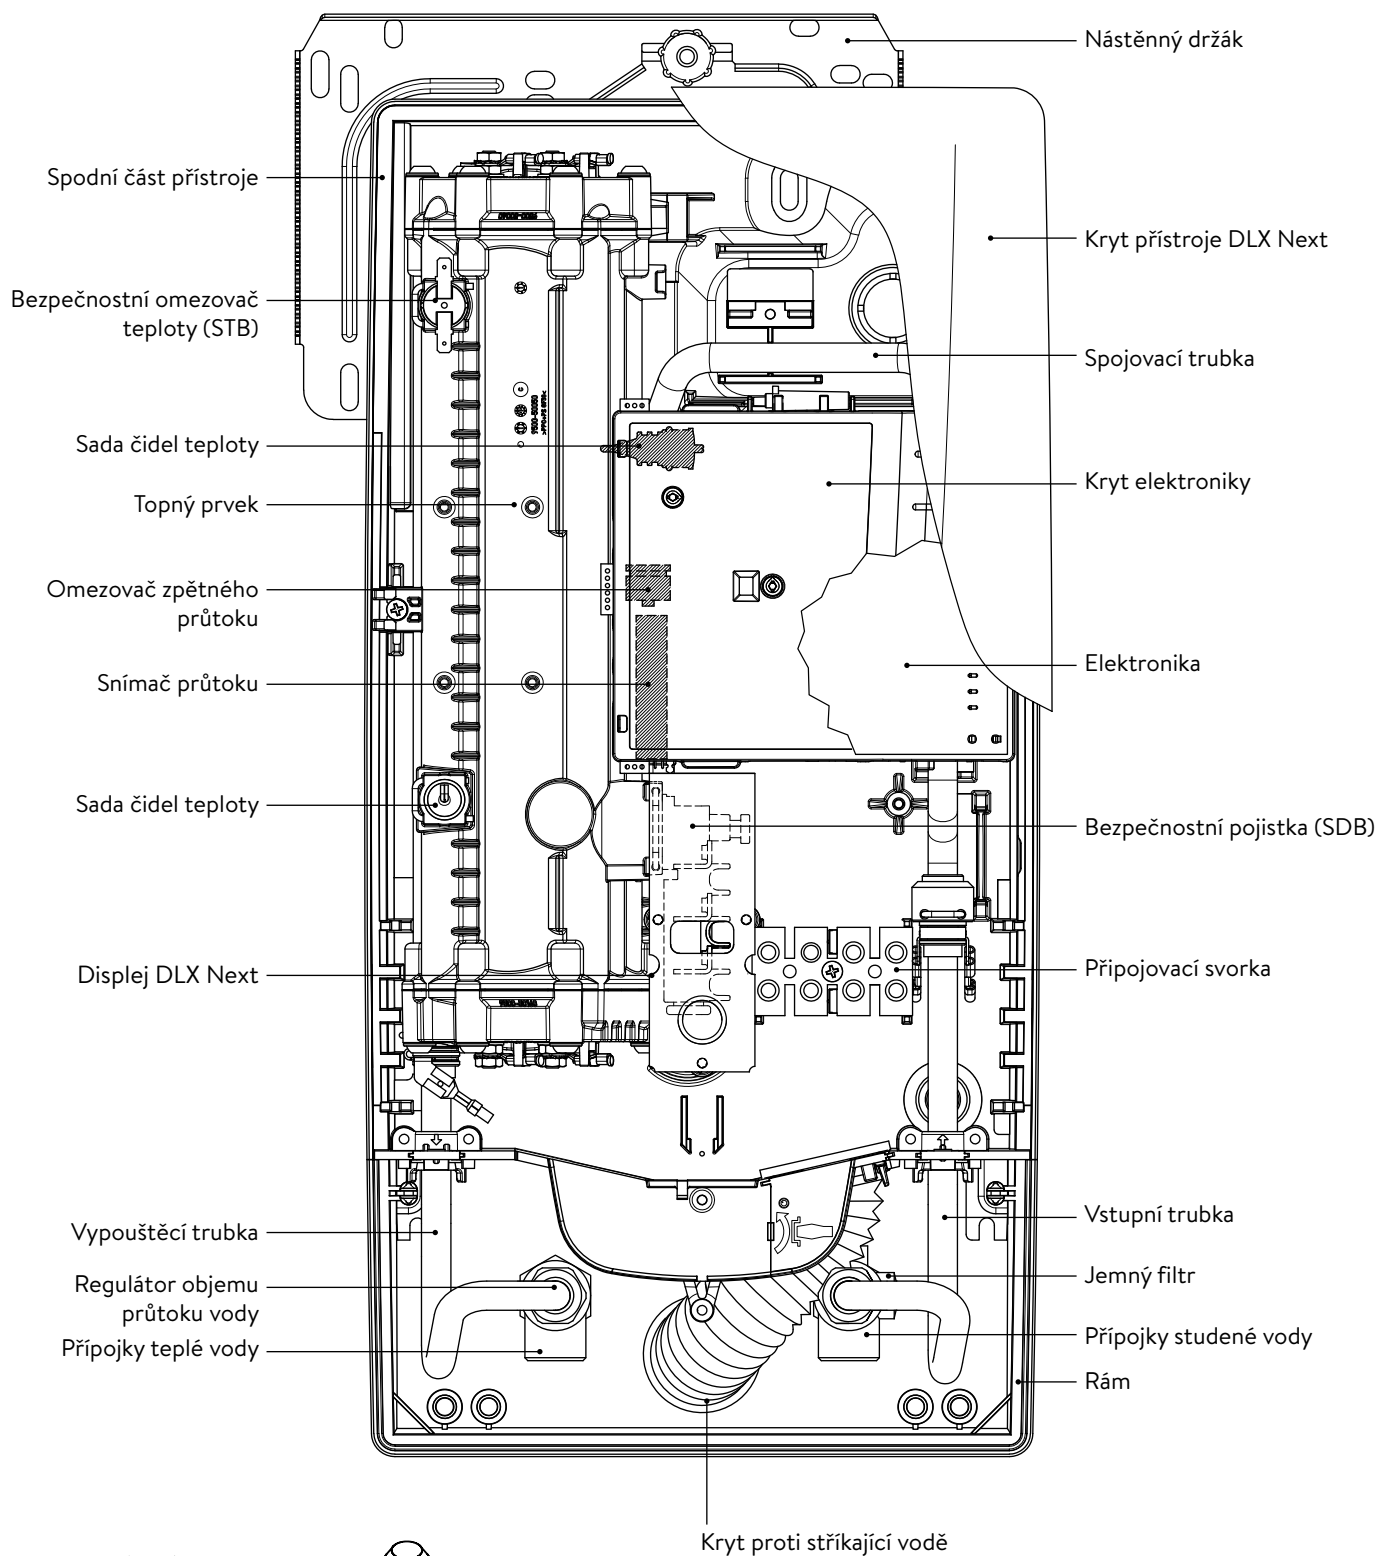 Nástěnný držák
Spodní část přístroje
Kryt přístroje DLX Next
Bezpečnostní omezovač
teploty (STB)
Spojovací trubka
Sada čidel teploty
Kryt elektroniky
Topný prvek
Omezovač zpětného
průtoku
Elektronika
Snímač průtoku
Sada čidel teploty
Bezpečnostní pojistka (SDB)
Displej DLX Next
Připojovací svorka
Vypouštěcí trubka
Vstupní trubka
Regulátor objemu
průtoku vody
Jemný filtr
Přípojky teplé vody
Přípojky studené vody
Rám
Kryt proti stříkající vodě